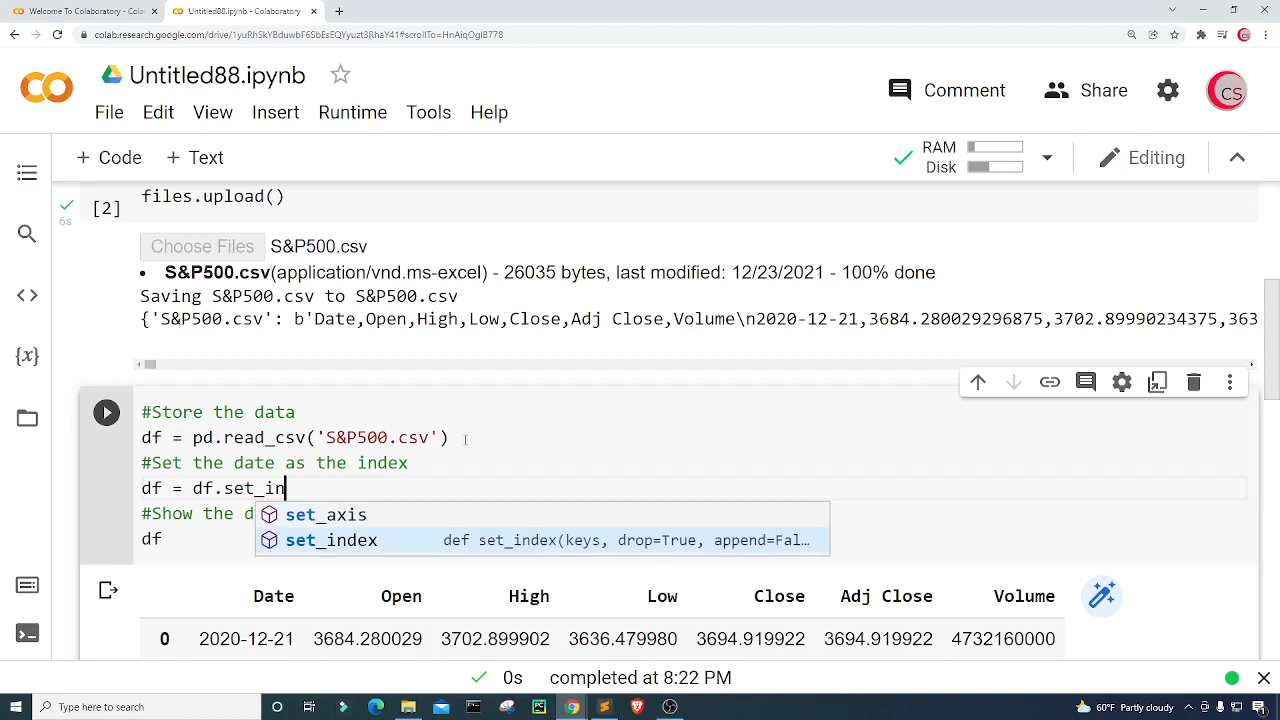 Welcome To Colaboratory - Colal
Untitled88.ipynb - Colaboratory
colab.research.google.com/drive/1yuRhSkYBduwbF6SbEsEQYyuzt3RhaY41#scrollTo=HnAiqOgIB778
Untitled88.ipynb
Comment
Share
CS
File Edit View Insert Runtime Tools Help
+ Code + Text
RAM
Disk
Editing
files.upload()
[2]
6s
Choose Files S&P500.csv
• S&P500.csv(application/vnd.ms-excel) - 26035 bytes, last modified: 12/23/2021 - 100% done
Saving S&P500.csv to S&P500.csv
{'S&P500.csv': b'Date,Open,High,Low,Close,Adj Close,Volume\n2020-12-21,3684.280029296875,3702.89990234375,363
#Store the data
df = pd.read_csv('S&P500.csv')
#Set the date as the index
df = df.set_in
#Show the d
set_axis
df
set_index def set_index(keys, drop=True, append=Fal…
Date Open High Low Close Adj Close Volume
0 2020-12-21 3684.280029 3702.899902 3636.479980 3694.919922 3694.919922 4732160000
0s completed at 8:22 PM
Type here to search
62°F Partly cloudy